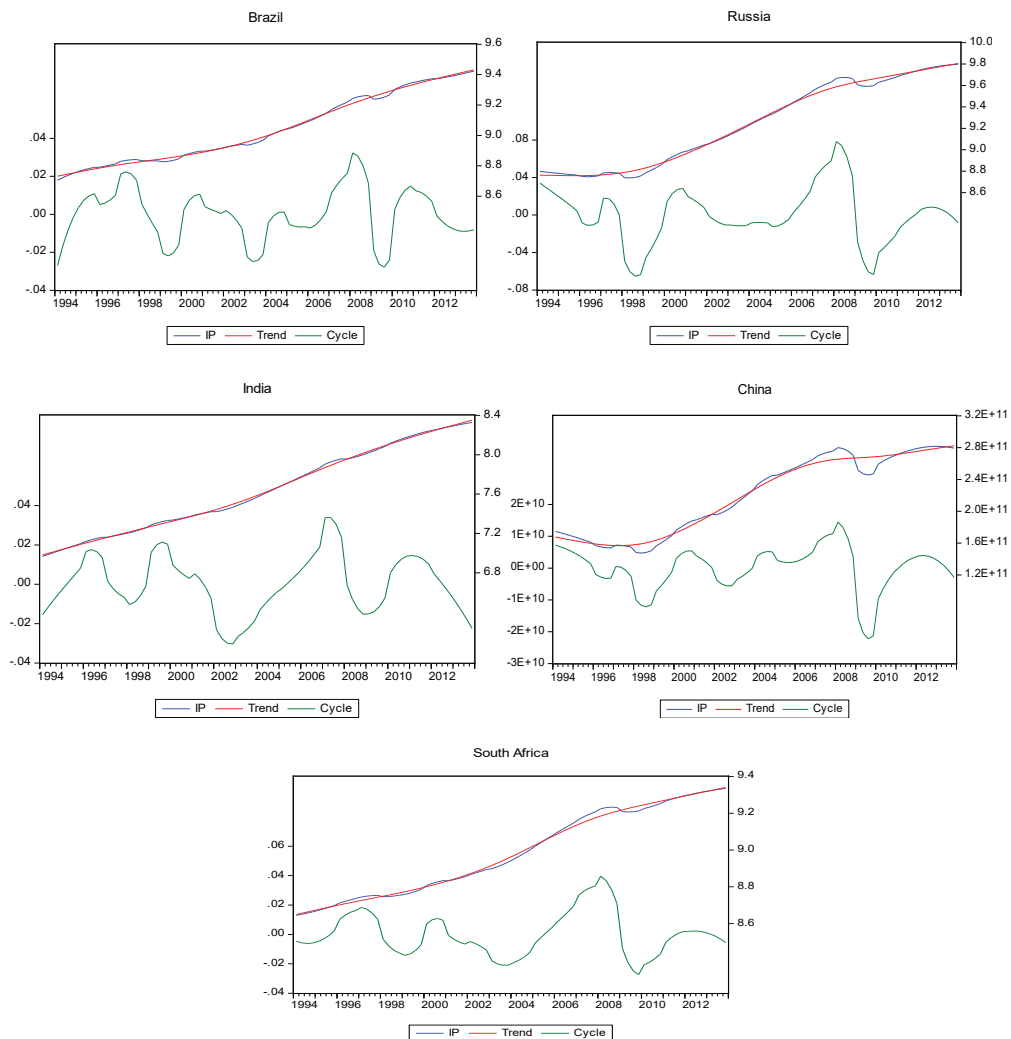 Brazil
9.6
9.4
9.2
9.0
8.8
8.6
.04
.02
.00
-.02
-.04
1994 1996 1998 2000 2002 2004 2006 2008 2010 2012
IP Trend Cycle
Russia
10.0
9.8
9.6
9.4
9.2
9.0
8.8
8.6
.08
.04
.00
-.04
-.08
1994 1996 1998 2000 2002 2004 2006 2008 2010 2012
IP Trend Cycle
India
8.4
8.0
7.6
7.2
6.8
.04
.02
.00
-.02
-.04
1994 1996 1998 2000 2002 2004 2006 2008 2010 2012
IP Trend Cycle
China
3.2E+11
2.8E+11
2.4E+11
2.0E+11
1.6E+11
1.2E+11
2E+10
1E+10
0E+00
-1E+10
-2E+10
-3E+10
1994 1996 1998 2000 2002 2004 2006 2008 2010 2012
IP Trend Cycle
South Africa
9.4
9.2
9.0
8.8
8.6
.06
.04
.02
.00
-.02
-.04
1994 1996 1998 2000 2002 2004 2006 2008 2010 2012
IP Trend Cycle